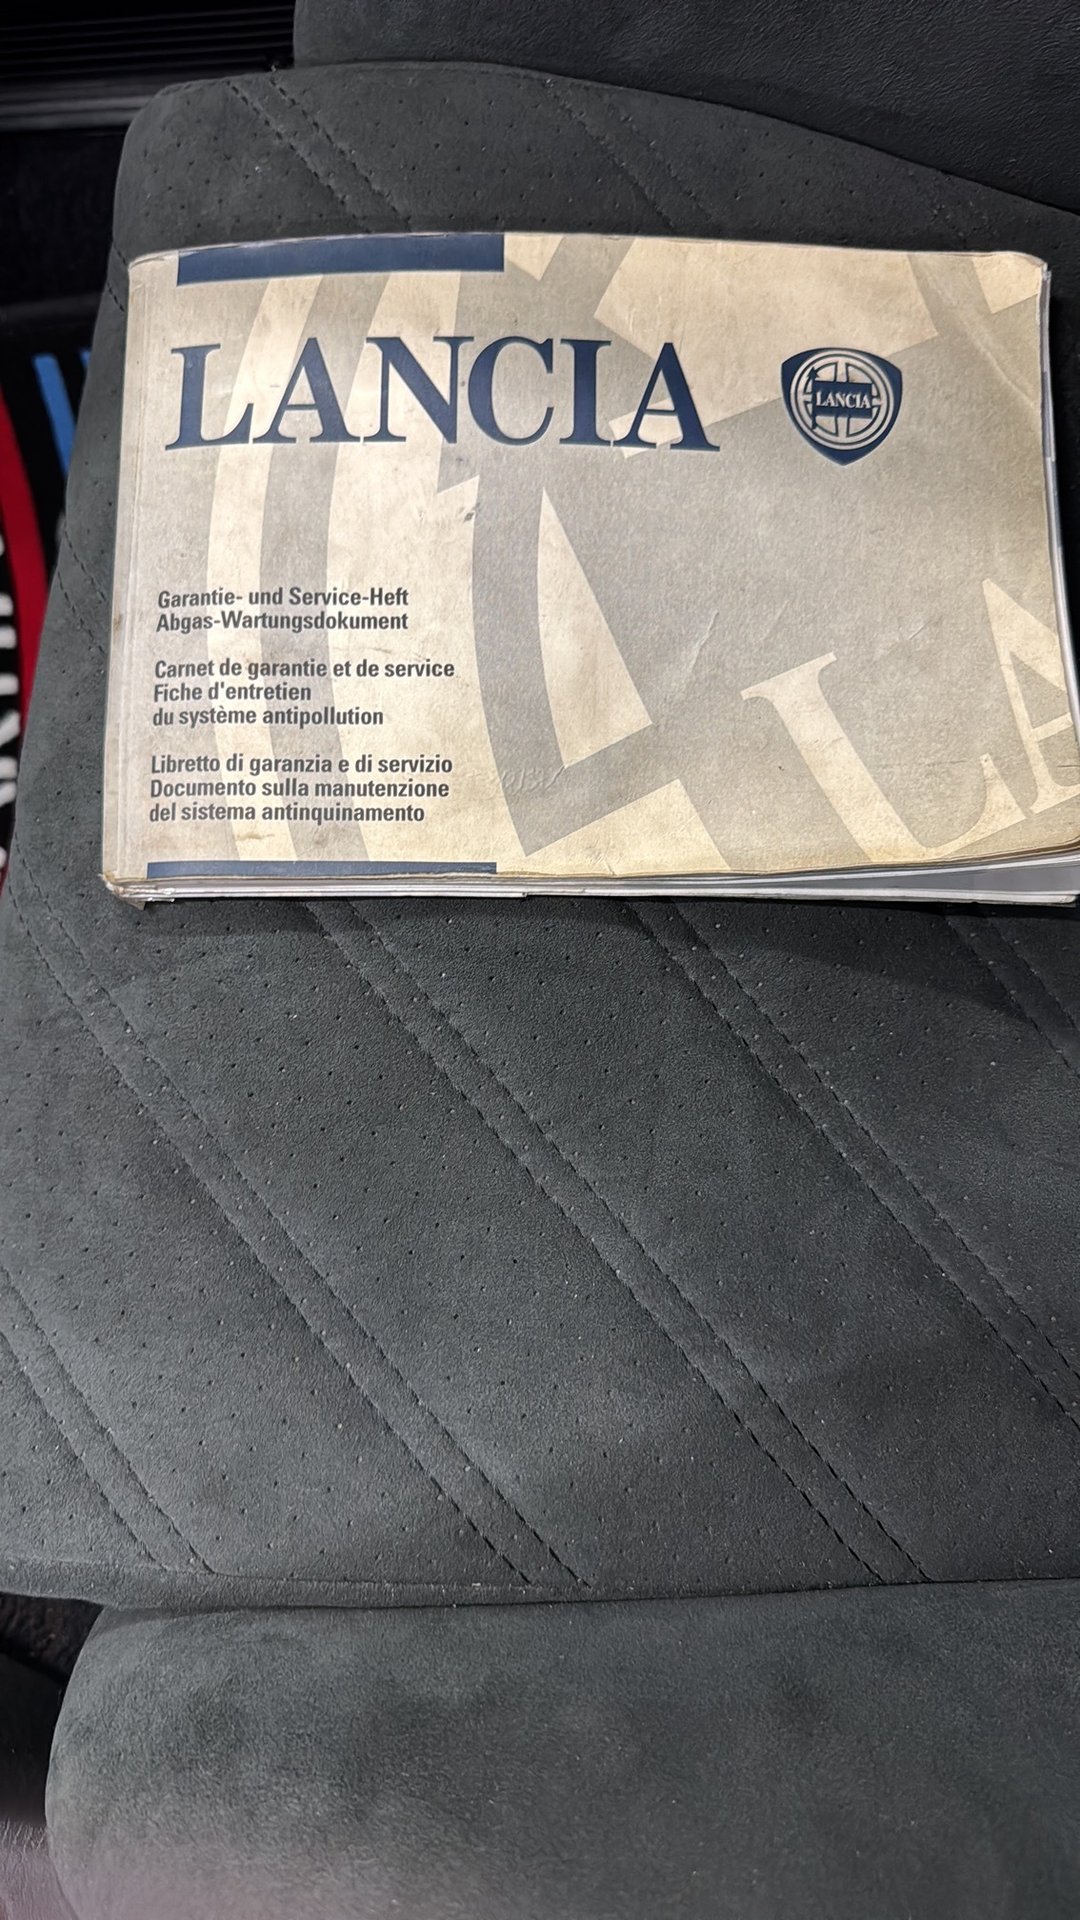 LANCIA
LANCIA
Garantie- und Service-Heft
Abgas-Wartungsdokument
Carnet de garantie et de service
Fiche d'entretien
du système antipollution
Libretto di garanzia e di servizio
Documento sulla manutenzione
del sistema antinquinamento
LA